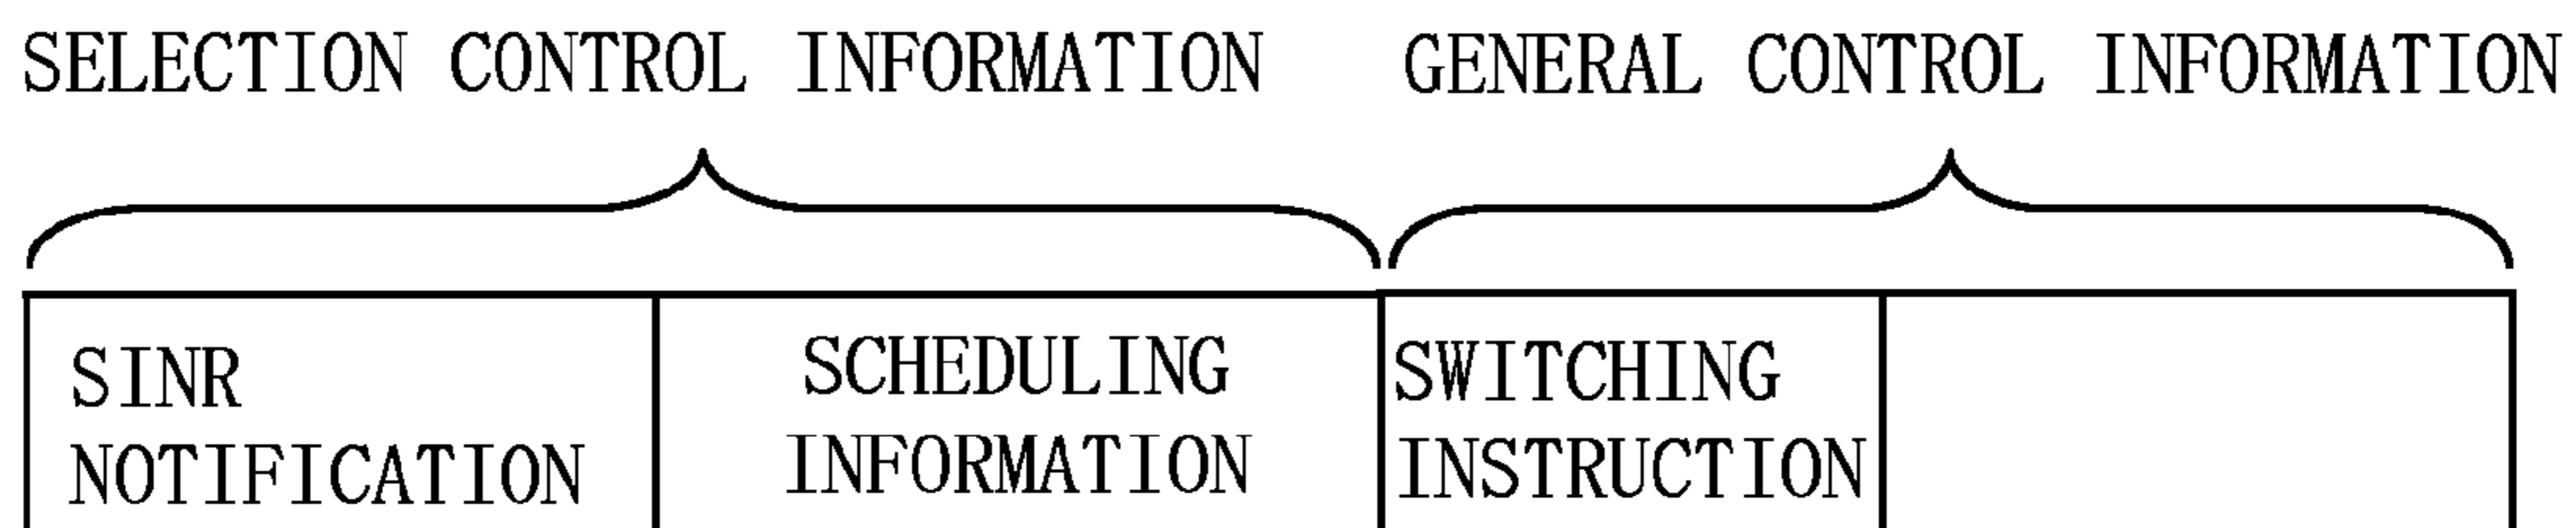 SELECTION CONTROL INFORMATION
GENERAL CONTROL INFORMATION
SINR
NOTIFICATION
SCHEDULING
INFORMATION
SWITCHING
INSTRUCTION